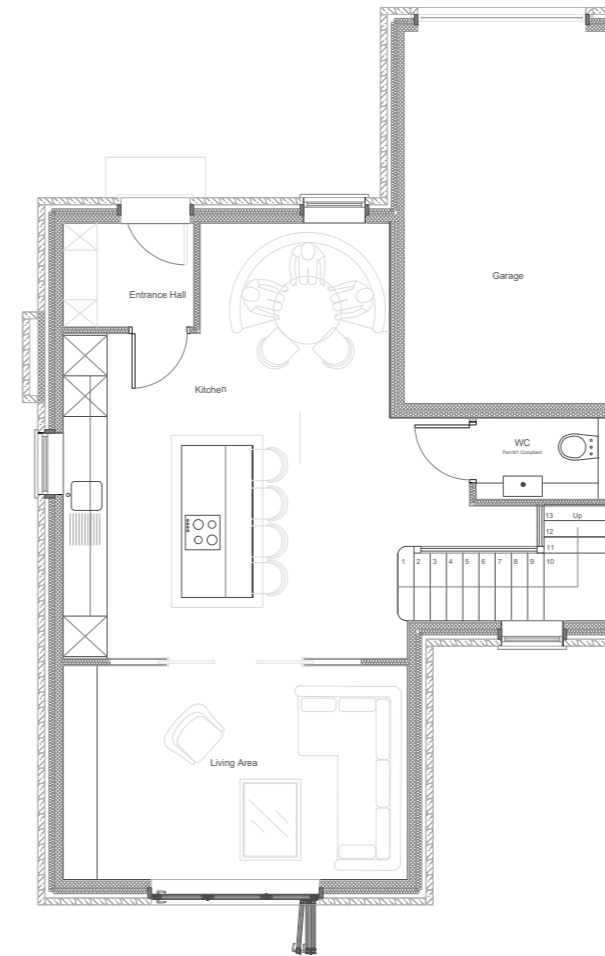 Garage
Entrance Hall
Kitchen
WC
Part M1 Compliant
13 Up
12
11
1 2 3 4 5 6 7 8 9 10
Living Area